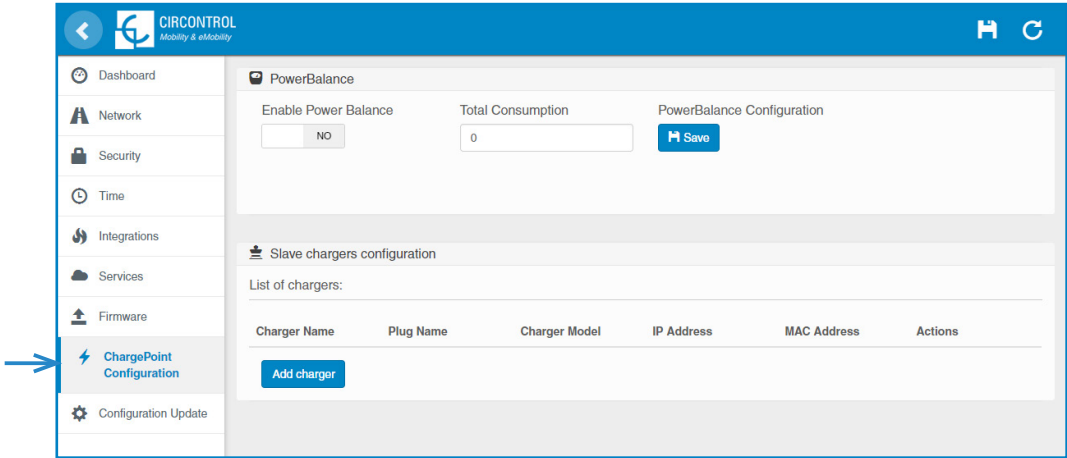 CIRCONTROL
Mobility & eMobility
Dashboard
Network
Security
Time
Integrations
Services
Firmware
ChargePoint
Configuration
Configuration Update
PowerBalance
Enable Power Balance Total Consumption PowerBalance Configuration
NO 0 Save
Slave chargers configuration
List of chargers:
Charger Name Plug Name Charger Model IP Address MAC Address Actions
Add charger